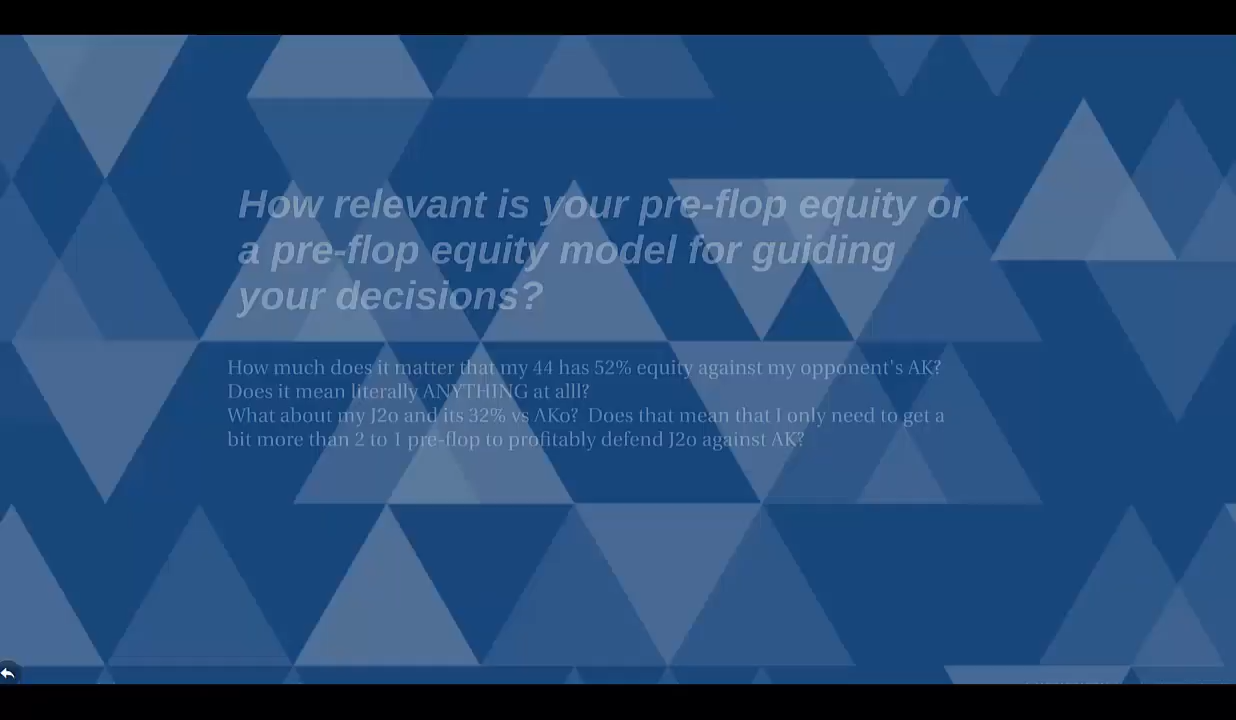 How relevant is your pre-flop equity or
a pre-flop equity model for guiding
your decisions?
How much does it matter that my 44 has 52% equity against my opponent's AK?
Does it mean literally ANYTHING at alll?
What about my J2o and its 32% vs AKo?  Does that mean that I only need to get a
bit more than 2 to 1 pre-flop to profitably defend J2o against AK?